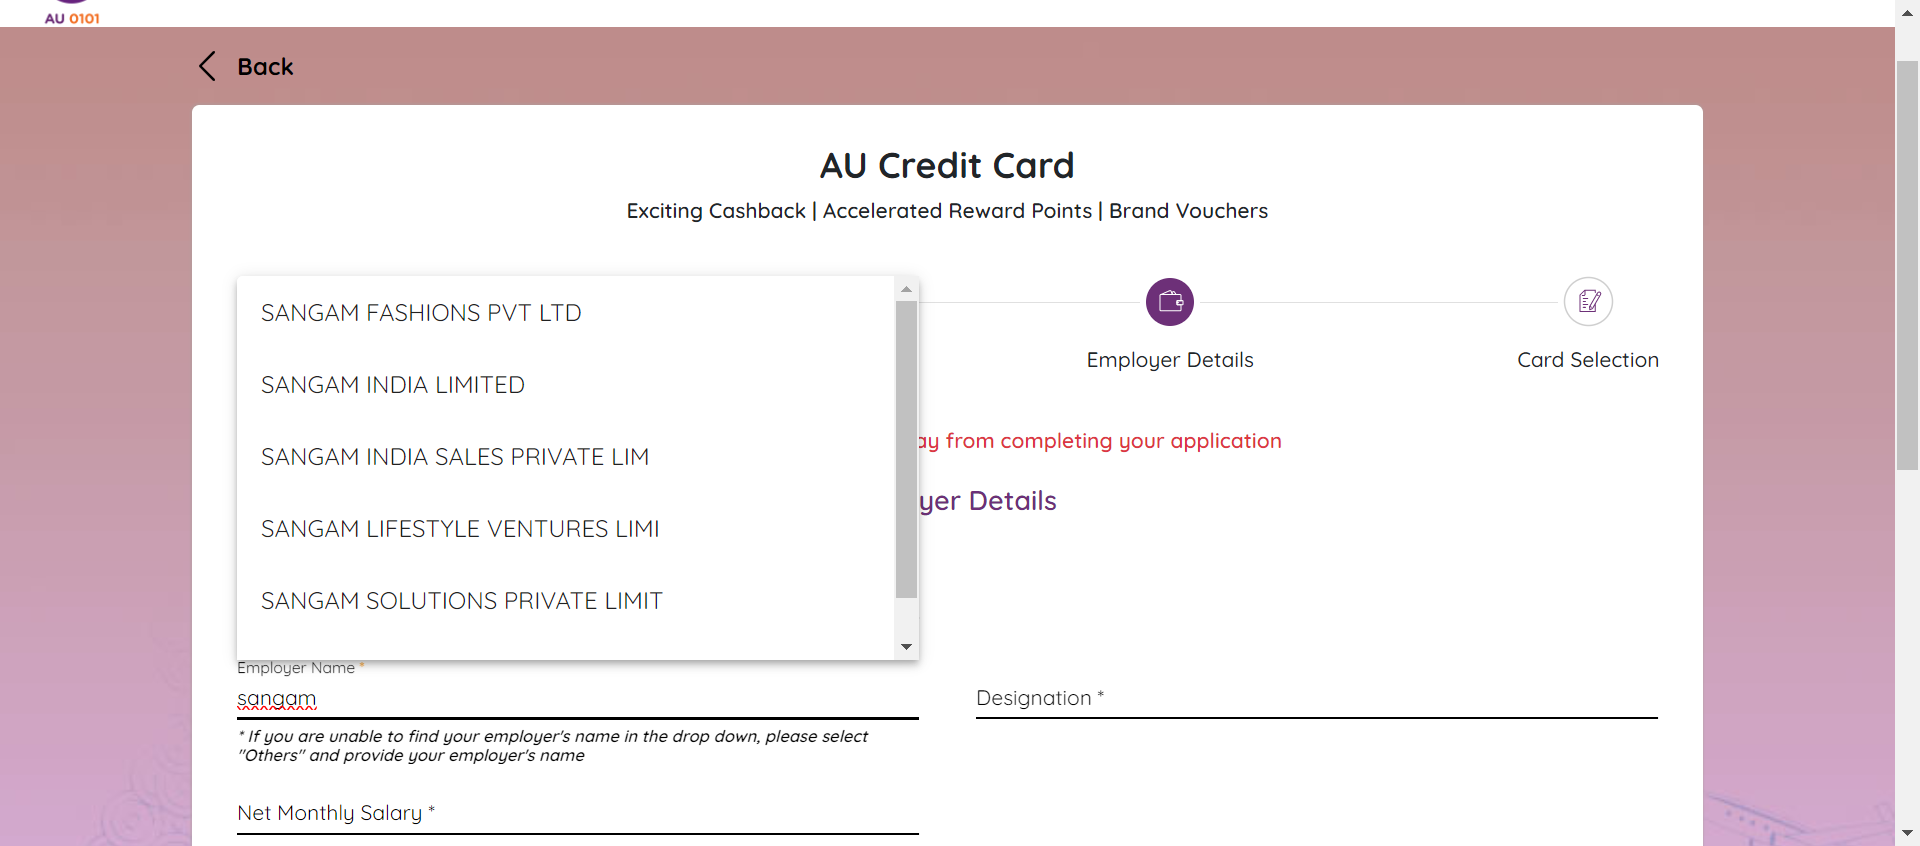 AU 0101
Back
AU Credit Card
Exciting Cashback | Accelerated Reward Points | Brand Vouchers
SANGAM FASHIONS PVT LTD
SANGAM INDIA LIMITED
SANGAM INDIA SALES PRIVATE LIM
SANGAM LIFESTYLE VENTURES LIMI
SANGAM SOLUTIONS PRIVATE LIMIT
Employer Details
Card Selection
ay from completing your application
yer Details
Employer Name *
sangam
* If you are unable to find your employer's name in the drop down, please select
"Others" and provide your employer's name
Designation *
Net Monthly Salary *